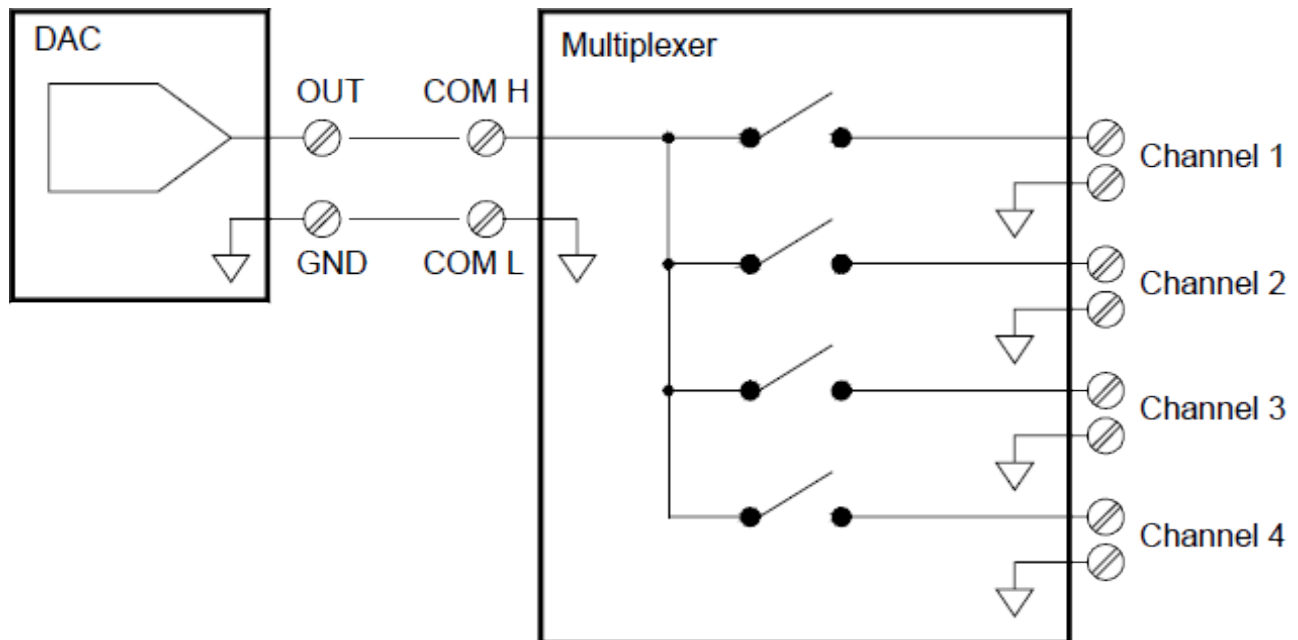 DAC
Multiplexer
OUT
COM H
GND
COM L
Channel 1
Channel 2
Channel 3
Channel 4